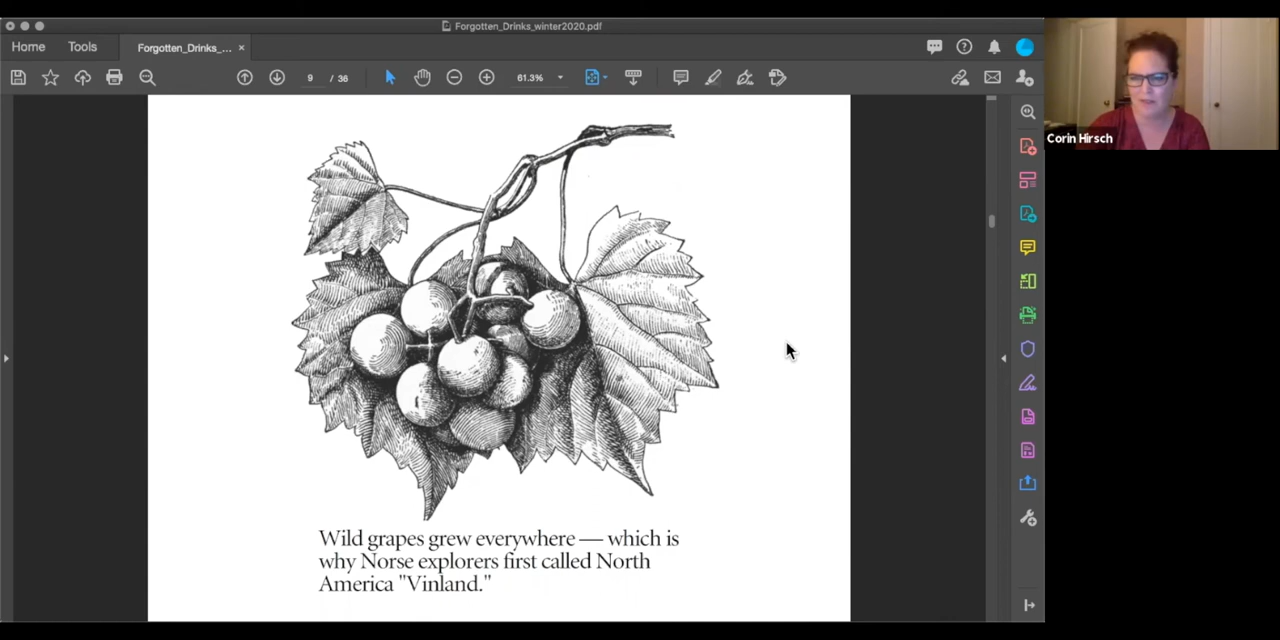 Forgotten_Drinks_winter2020.pdf
Home Tools Forgotten_Drinks_... ×
9 / 36 61.3%
Corin Hirsch
Wild grapes grew everywhere — which is
why Norse explorers first called North
America "Vinland."